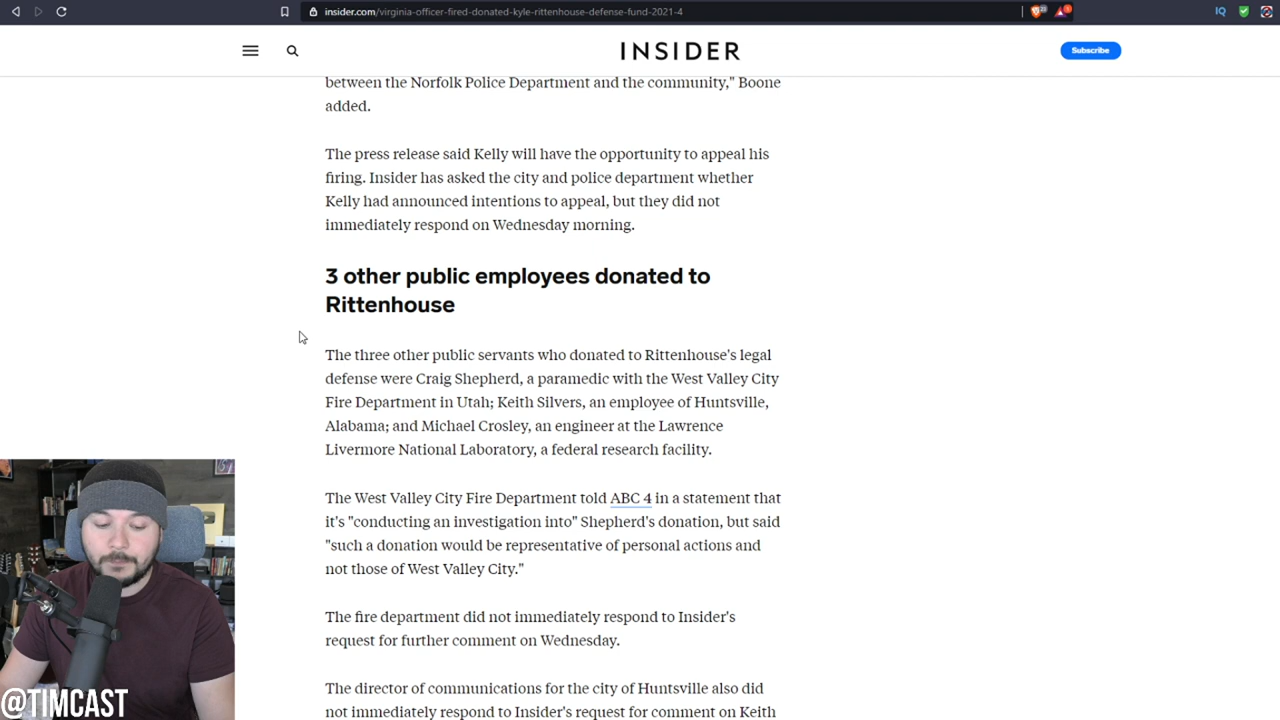 insider.com/virginia-officer-fired-donated-kyle-rittenhouse-defense-fund-2021-4
IQ
INSIDER
Subscribe
between the Norfolk Police Department and the community," Boone
added.
The press release said Kelly will have the opportunity to appeal his
firing. Insider has asked the city and police department whether
Kelly had announced intentions to appeal, but they did not
immediately respond on Wednesday morning.
3 other public employees donated to
Rittenhouse
The three other public servants who donated to Rittenhouse's legal
defense were Craig Shepherd, a paramedic with the West Valley City
Fire Department in Utah; Keith Silvers, an employee of Huntsville,
Alabama; and Michael Crosley, an engineer at the Lawrence
Livermore National Laboratory, a federal research facility.
The West Valley City Fire Department told ABC 4 in a statement that
it's "conducting an investigation into" Shepherd's donation, but said
"such a donation would be representative of personal actions and
not those of West Valley City."
The fire department did not immediately respond to Insider's
request for further comment on Wednesday.
The director of communications for the city of Huntsville also did
not immediately respond to Insider's request for comment on Keith
@TIMCAST